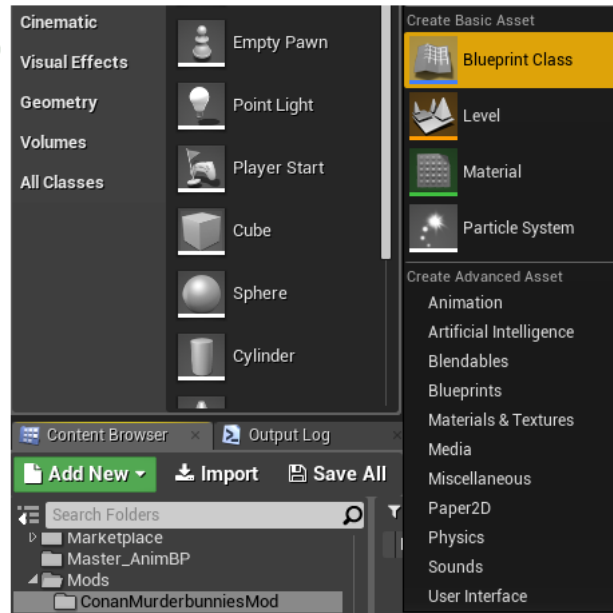 Cinematic
Visual Effects
Geometry
Volumes
All Classes
Empty Pawn
Point Light
Player Start
Cube
Sphere
Cylinder
Create Basic Asset
Blueprint Class
Level
Material
Particle System
Create Advanced Asset
Animation
Artificial Intelligence
Blendables
Blueprints
Materials & Textures
Media
Miscellaneous
Paper2D
Physics
Sounds
User Interface
Content Browser
Output Log
Add New
Import
Save All
Search Folders
Marketplace
Master_AnimBP
Mods
ConanMurderbunniesMod